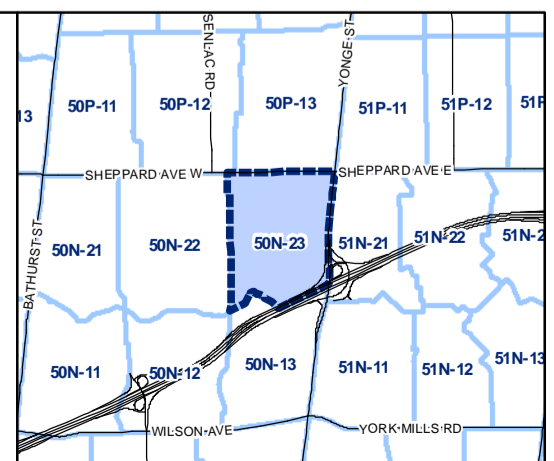 SENLAC RD
YONGE ST
13
50P-11
50P-12
50P-13
51P-11
51P-12
51P
SHEPPARD AVE W
SHEPPARD AVE E
BATHURST ST
50N-21
50N-22
50N-23
51N-21
51N-22
51N-2
50N-11
50N-12
50N-13
51N-11
51N-12
51N-13
WILSON AVE
YORK MILLS RD